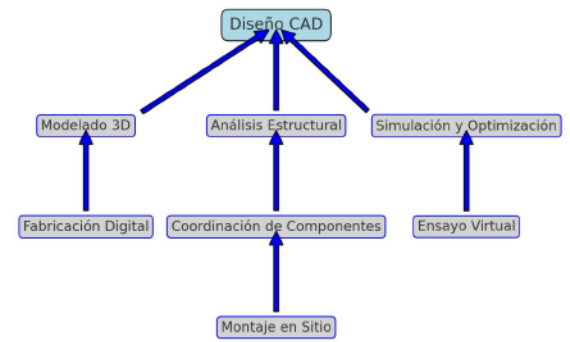 Diseño CAD
Modelado 3D
Análisis Estructural
Simulación y Optimización
Fabricación Digital
Coordinación de Componentes
Ensayo Virtual
Montaje en Sitio